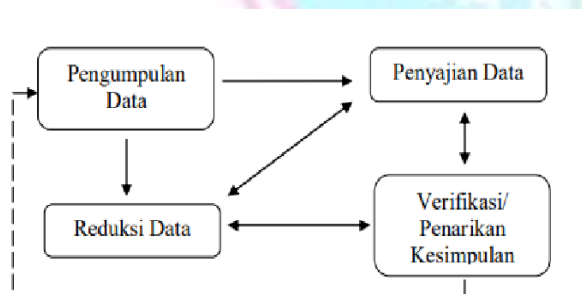 Pengumpulan
Data
Penyajian Data
Reduksi Data
Verifikasi/
Penarikan
Kesimpulan